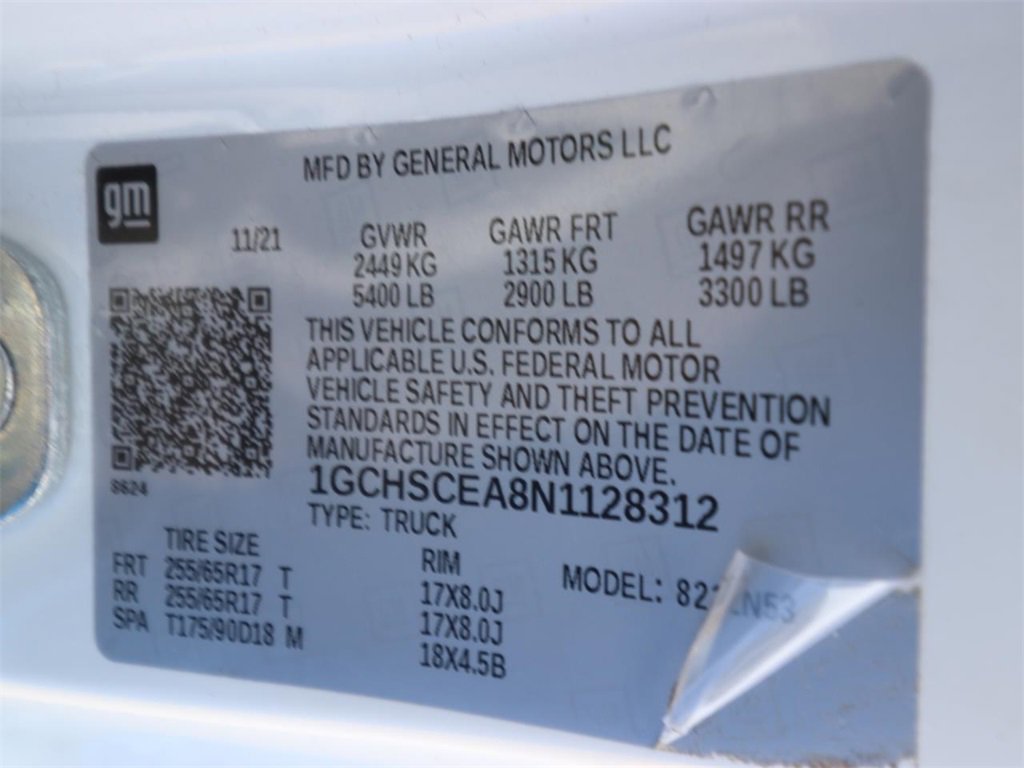 gm
MFD BY GENERAL MOTORS LLC
11/21
GVWR
2449 KG
5400 LB
GAWR FRT
1315 KG
2900 LB
GAWR RR
1497 KG
3300 LB
THIS VEHICLE CONFORMS TO ALL
APPLICABLE U.S. FEDERAL MOTOR
VEHICLE SAFETY AND THEFT PREVENTION
STANDARDS IN EFFECT ON THE DATE OF
MANUFACTURE SHOWN ABOVE.
8624
1GCHSCEA8N1128312
TYPE: TRUCK
TIRE SIZE
RIM
FRT 255/65R17 T 17X8.0J
RR 255/65R17 T 17X8.0J
SPA T175/90D18 M 18X4.5B
MODEL: